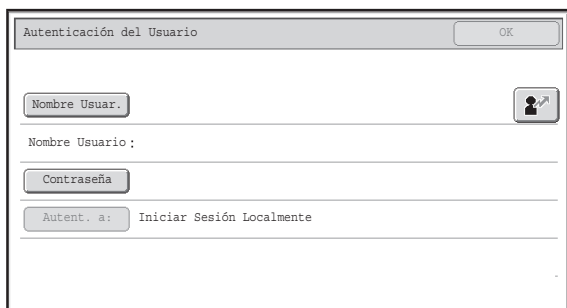 Autenticación del Usuario OK
Nombre Usuar.
Nombre Usuario:
Contraseña
Autent. a: Iniciar Sesión Localmente